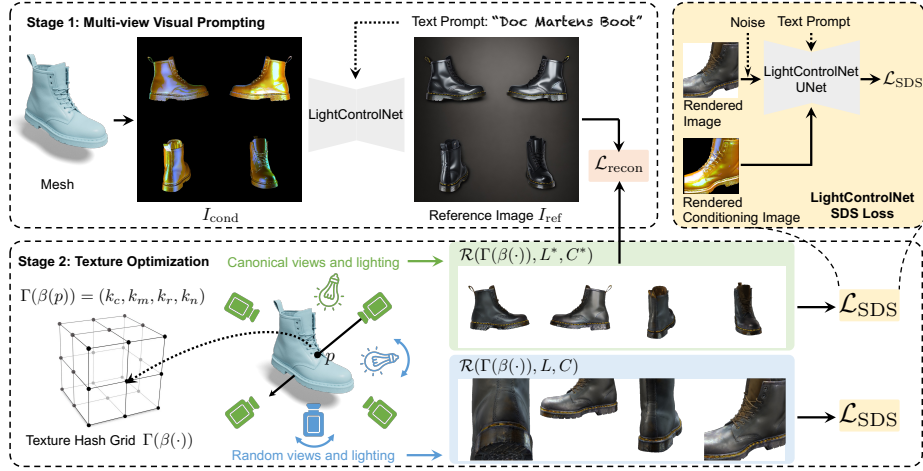 Stage 1: Multi-view Visual Prompting
Text Prompt: “Doc Martens Boot”
Mesh
LightControlNet
I_cond
Reference Image I_ref
L_recon
Noise
Text Prompt
LightControlNet
UNet
L_SDS
Rendered
Image
Rendered
Conditioning Image
LightControlNet
SDS Loss
Stage 2: Texture Optimization
Γ(β(p)) = (k_c, k_m, k_r, k_n)
Texture Hash Grid Γ(β(·))
Canonical views and lighting
p
Random views and lighting
R(Γ(β(·)), L*, C*)
L_SDS
R(Γ(β(·)), L, C)
L_SDS